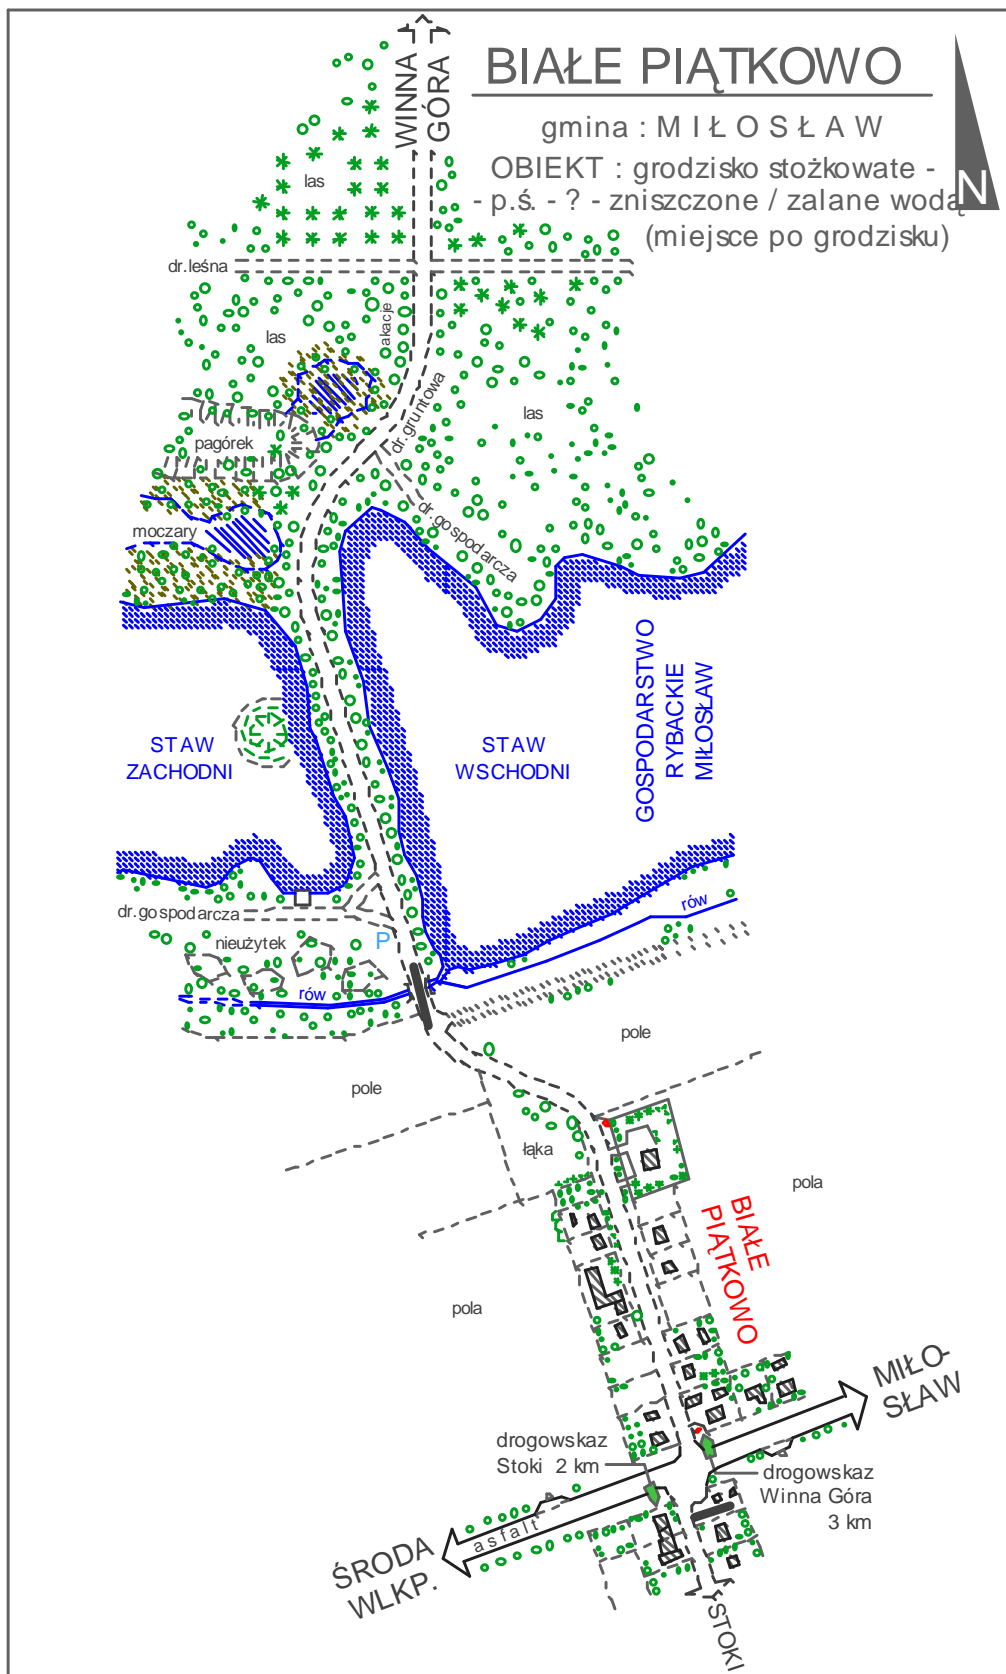 BIAŁE PIĄTKOWO
gmina : MIŁOSŁAW
OBIEKT : grodzisko stożkowate -
- p.ś. - ? - zniszczone / zalane wodą
(miejsce po grodzisku)
N
WINNA
GÓRA
las
dr.leśna
las
akacje
dr.gruntowa
las
pagórek
dr.gospodarcza
moczary
STAW
ZACHODNI
STAW
WSCHODNI
GOSPODARSTWO
RYBACKIE
MIŁOSŁAW
dr.gospodarcza
rów
nieużytek
P
rów
pole
pole
łąka
pola
BIAŁE
PIĄTKOWO
pola
MIŁO-
SŁAW
drogowskaz
Stoki 2 km
drogowskaz
Winna Góra
3 km
asfalt
ŚRODA
WLKP.
STOKI